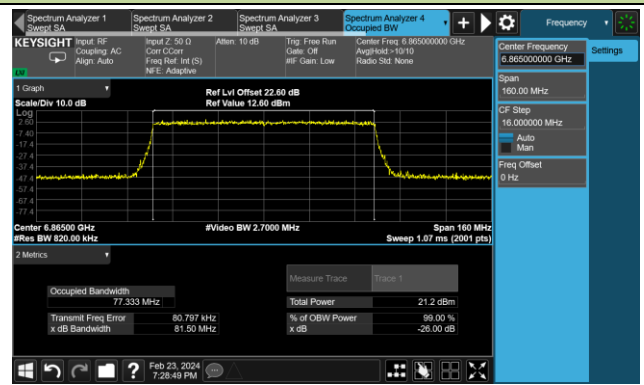 Spectrum Analyzer 1
Swept SA
Spectrum Analyzer 2
Swept SA
Spectrum Analyzer 3
Swept SA
Spectrum Analyzer 4
Occupied BW
Frequency
KEYSIGHT
Input: RF
Coupling: AC
Align: Auto
Input Z: 50 Ω
Corr CCorr
Freq Ref: Int (S)
NFE: Adaptive
Atten: 10 dB
Trig: Free Run
Gate: Off
#IF Gain: Low
Center Freq: 6.865000000 GHz
Avg|Hold:>10/10
Radio Std: None
LU
Center Frequency
6.865000000 GHz
Settings
Span
160.00 MHz
CF Step
16.000000 MHz
Auto
Man
Freq Offset
0 Hz
1 Graph
Scale/Div 10.0 dB
Ref Lvl Offset 22.60 dB
Ref Value 12.60 dBm
Log
2.60
-7.40
-17.4
-27.4
-37.4
-47.4
-57.4
-67.4
-77.4
Center 6.86500 GHz
#Video BW 2.7000 MHz
Span 160 MHz
#Res BW 820.00 kHz
Sweep 1.07 ms (2001 pts)
2 Metrics
Measure Trace
Trace 1
Occupied Bandwidth
77.333 MHz
Total Power
21.2 dBm
Transmit Freq Error
80.797 kHz
% of OBW Power
99.00 %
x dB Bandwidth
81.50 MHz
x dB
-26.00 dB
?
Feb 23, 2024
7:28:49 PM